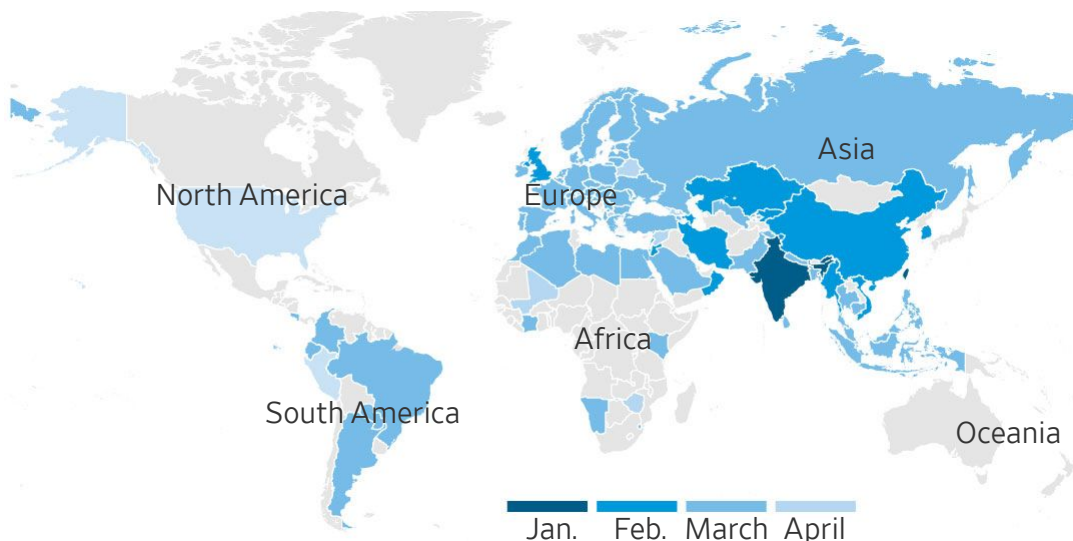 Asia
North America
Europe
Africa
South America
Oceania
Jan. Feb. March April